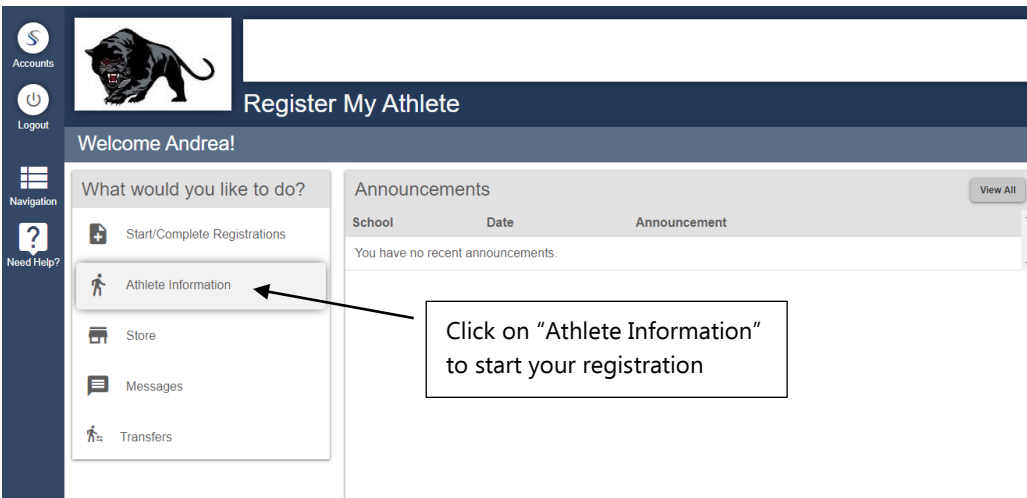 Accounts
Logout
Navigation
Need Help?
Register My Athlete
Welcome Andrea!
What would you like to do?
Start/Complete Registrations
Athlete Information
Store
Messages
Transfers
Announcements
View All
School Date Announcement
You have no recent announcements.
Click on “Athlete Information”
to start your registration